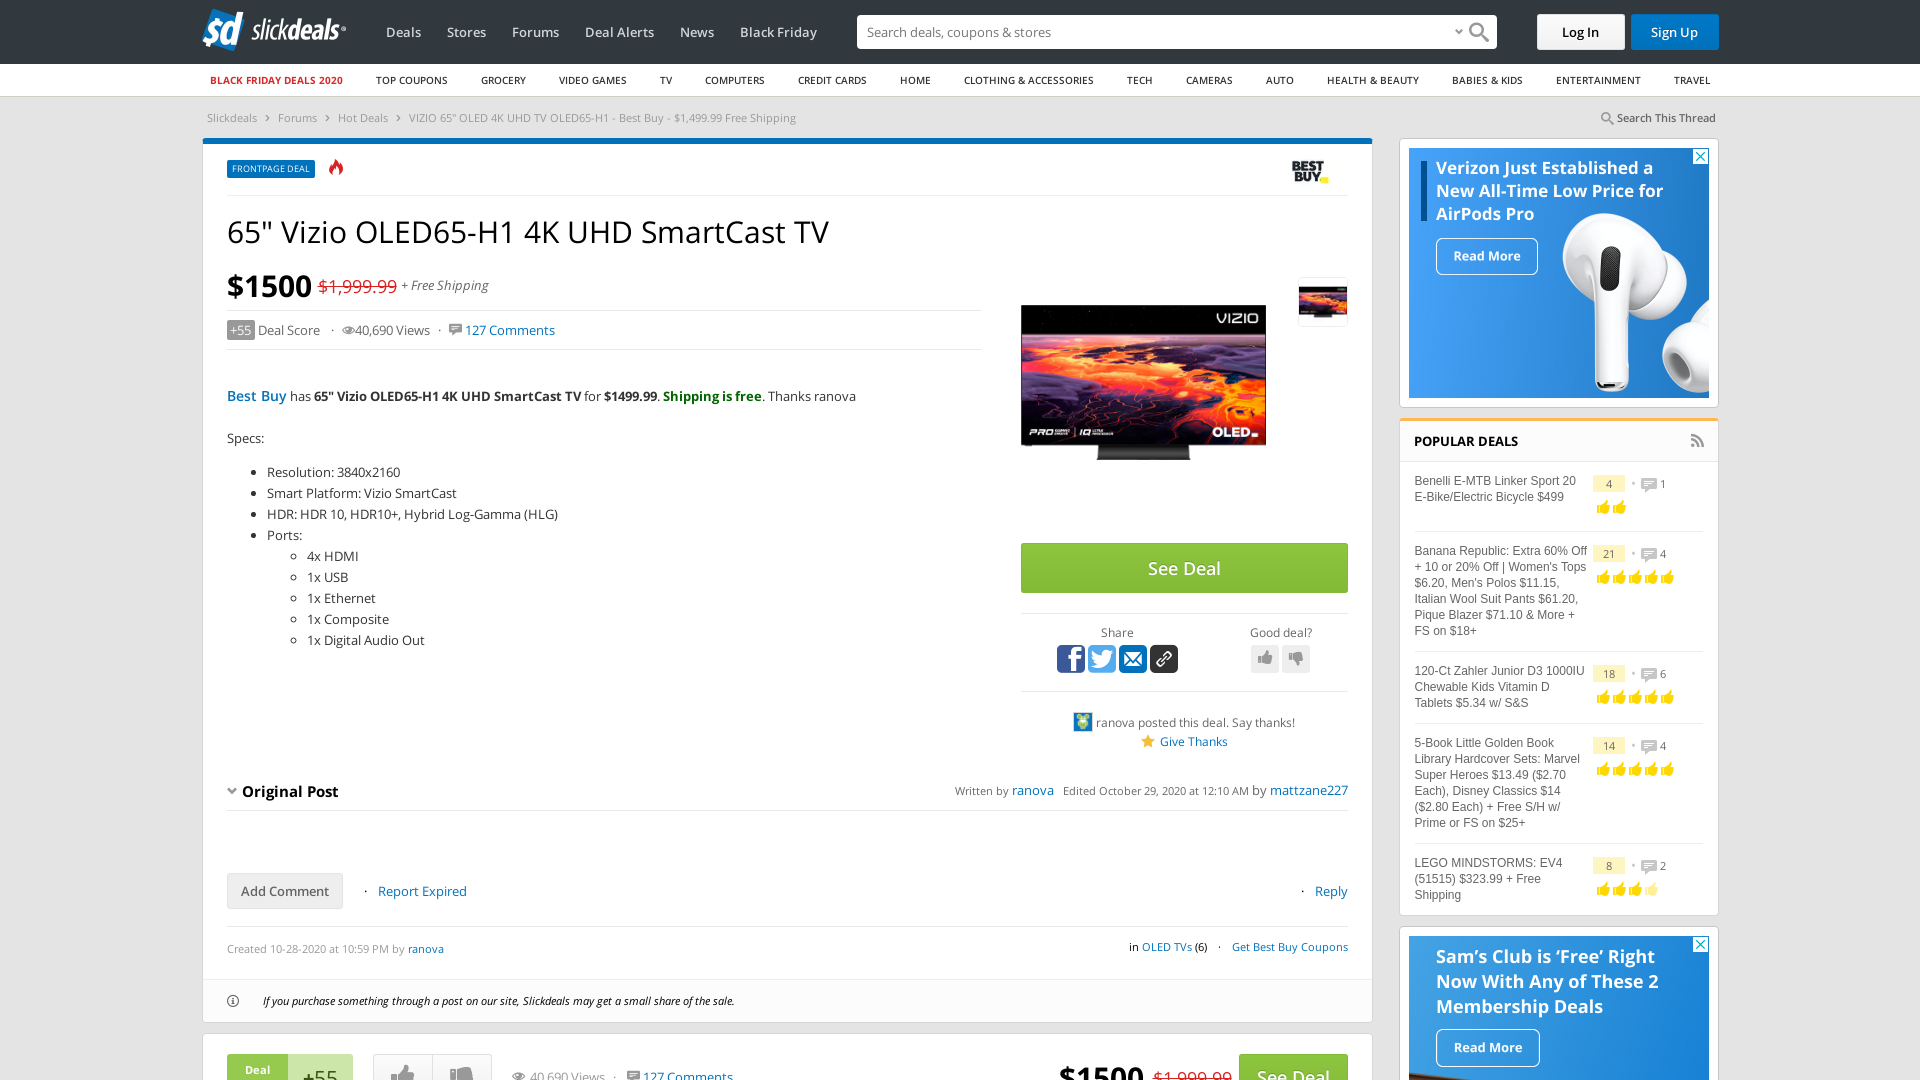 sd slickdeals
Deals Stores Forums Deal Alerts News Black Friday
Search deals, coupons & stores
Log In Sign Up
BLACK FRIDAY DEALS 2020 TOP COUPONS GROCERY VIDEO GAMES TV COMPUTERS CREDIT CARDS HOME CLOTHING & ACCESSORIES TECH CAMERAS AUTO HEALTH & BEAUTY BABIES & KIDS ENTERTAINMENT TRAVEL
Slickdeals › Forums › Hot Deals › VIZIO 65" OLED 4K UHD TV OLED65-H1 - Best Buy - $1,499.99 Free Shipping
Search This Thread
FRONTPAGE DEAL
BEST
BUY
65" Vizio OLED65-H1 4K UHD SmartCast TV
$1500 $1,999.99 + Free Shipping
+55 Deal Score · 40,690 Views · 127 Comments
VIZIO
OLED
Best Buy has 65" Vizio OLED65-H1 4K UHD SmartCast TV for $1499.99. Shipping is free. Thanks ranova
Specs:
• Resolution: 3840x2160
• Smart Platform: Vizio SmartCast
• HDR: HDR 10, HDR10+, Hybrid Log-Gamma (HLG)
• Ports:
◦ 4x HDMI
◦ 1x USB
◦ 1x Ethernet
◦ 1x Composite
◦ 1x Digital Audio Out
See Deal
Share
Good deal?
ranova posted this deal. Say thanks!
Give Thanks
Original Post
Written by ranova Edited October 29, 2020 at 12:10 AM by mattzane227
Add Comment · Report Expired
· Reply
Created 10-28-2020 at 10:59 PM by ranova
in OLED TVs (6) · Get Best Buy Coupons
If you purchase something through a post on our site, Slickdeals may get a small share of the sale.
Deal
+55
40,690 Views · 127 Comments
$1500 $1,999.99
See Deal
Verizon Just Established a
New All-Time Low Price for
AirPods Pro
Read More
POPULAR DEALS
Benelli E-MTB Linker Sport 20
E-Bike/Electric Bicycle $499
4 • 1
Banana Republic: Extra 60% Off
+ 10 or 20% Off | Women's Tops
$6.20, Men's Polos $11.15,
Italian Wool Suit Pants $61.20,
Pique Blazer $71.10 & More +
FS on $18+
21 • 4
120-Ct Zahler Junior D3 1000IU
Chewable Kids Vitamin D
Tablets $5.34 w/ S&S
18 • 6
5-Book Little Golden Book
Library Hardcover Sets: Marvel
Super Heroes $13.49 ($2.70
Each), Disney Classics $14
($2.80 Each) + Free S/H w/
Prime or FS on $25+
14 • 4
LEGO MINDSTORMS: EV4
(51515) $323.99 + Free
Shipping
8 • 2
Sam's Club is 'Free' Right
Now With Any of These 2
Membership Deals
Read More